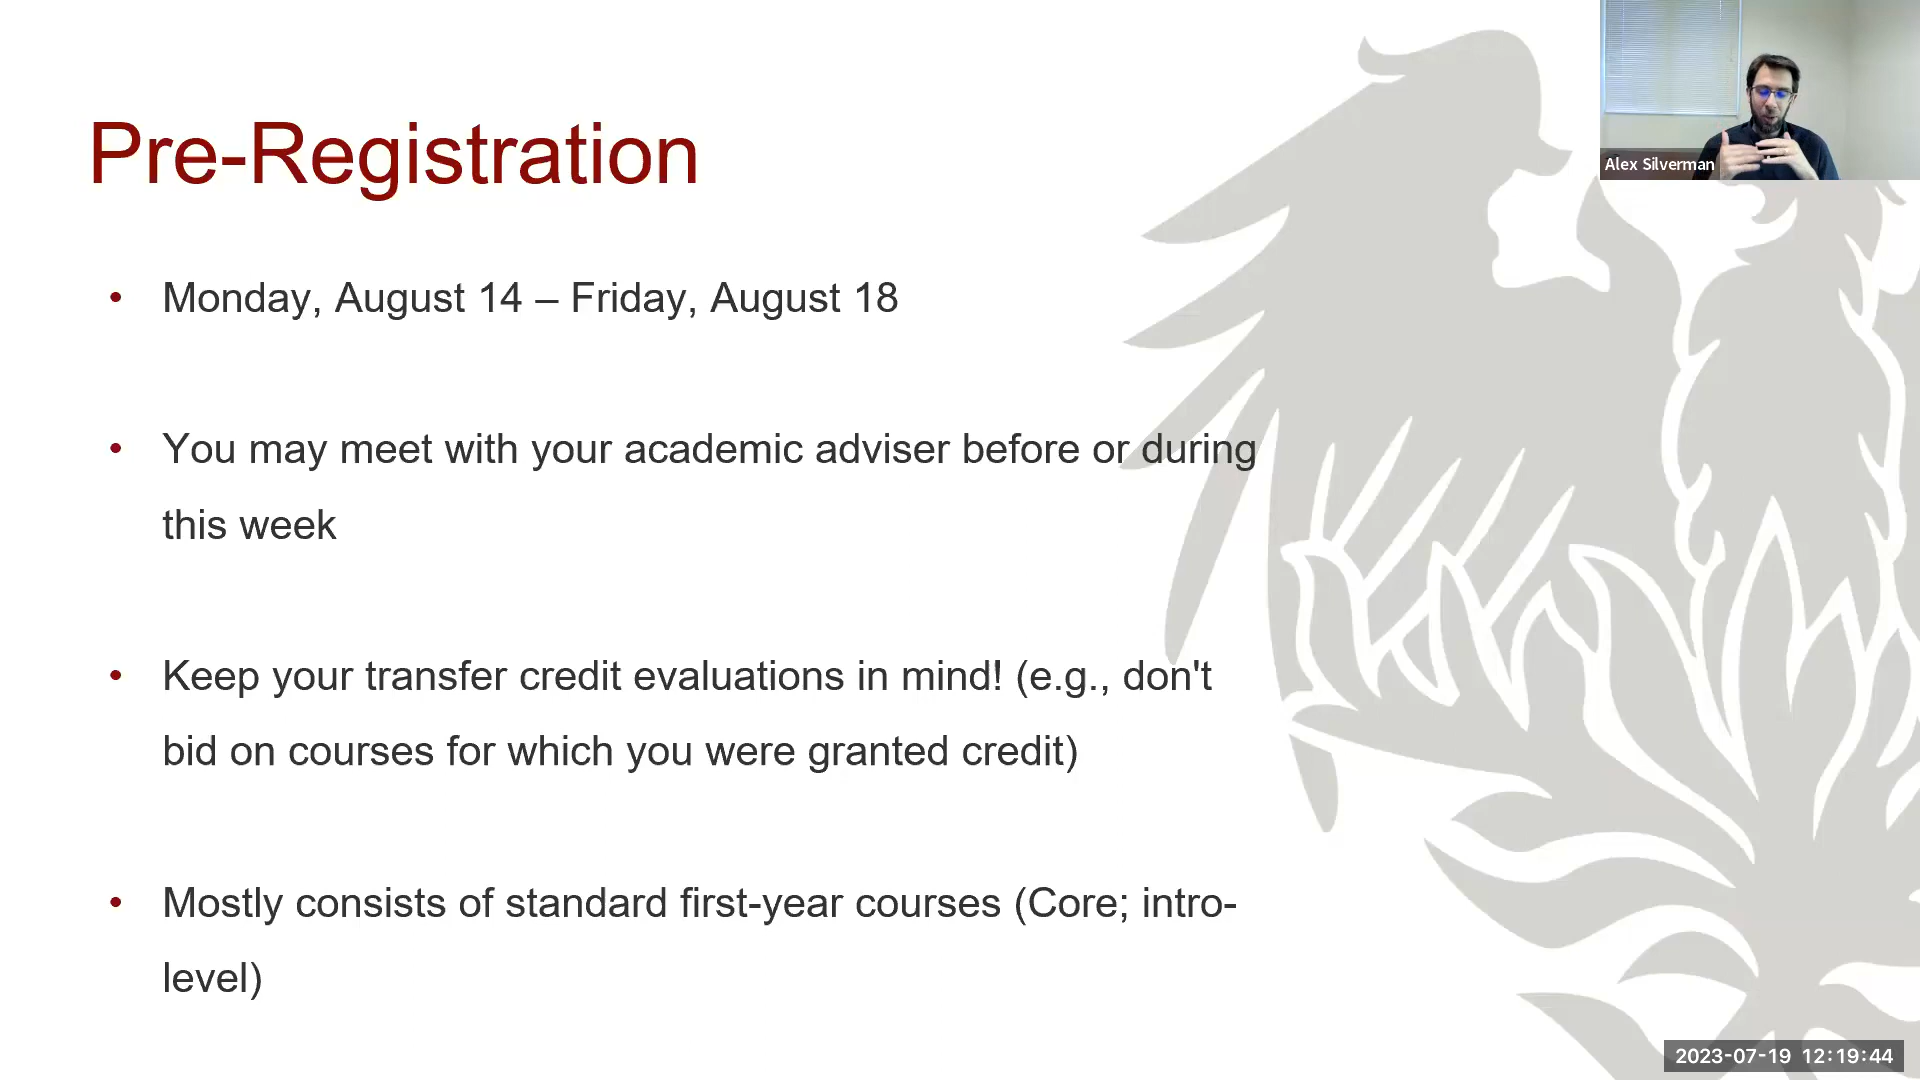 Pre-Registration
Alex Silverman
• Monday, August 14 – Friday, August 18
• You may meet with your academic adviser before or during
this week
• Keep your transfer credit evaluations in mind! (e.g., don't
bid on courses for which you were granted credit)
• Mostly consists of standard first-year courses (Core; intro-
level)
2023-07-19 12:19:44